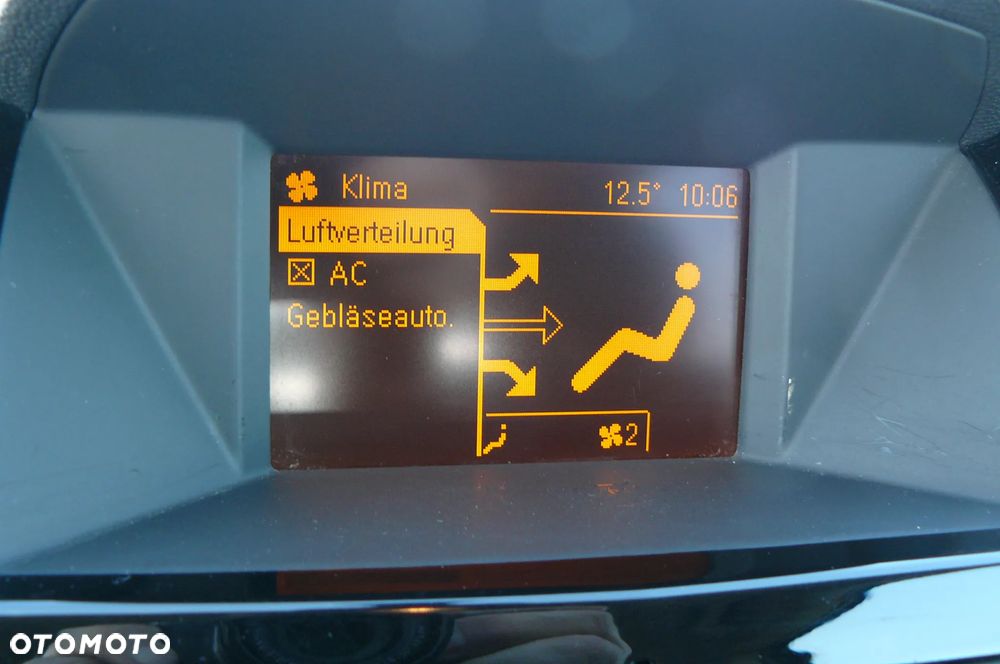 Klima 12.5° 10:06
Luftverteilung
AC
Gebläseauto.
2
OTOMOTO